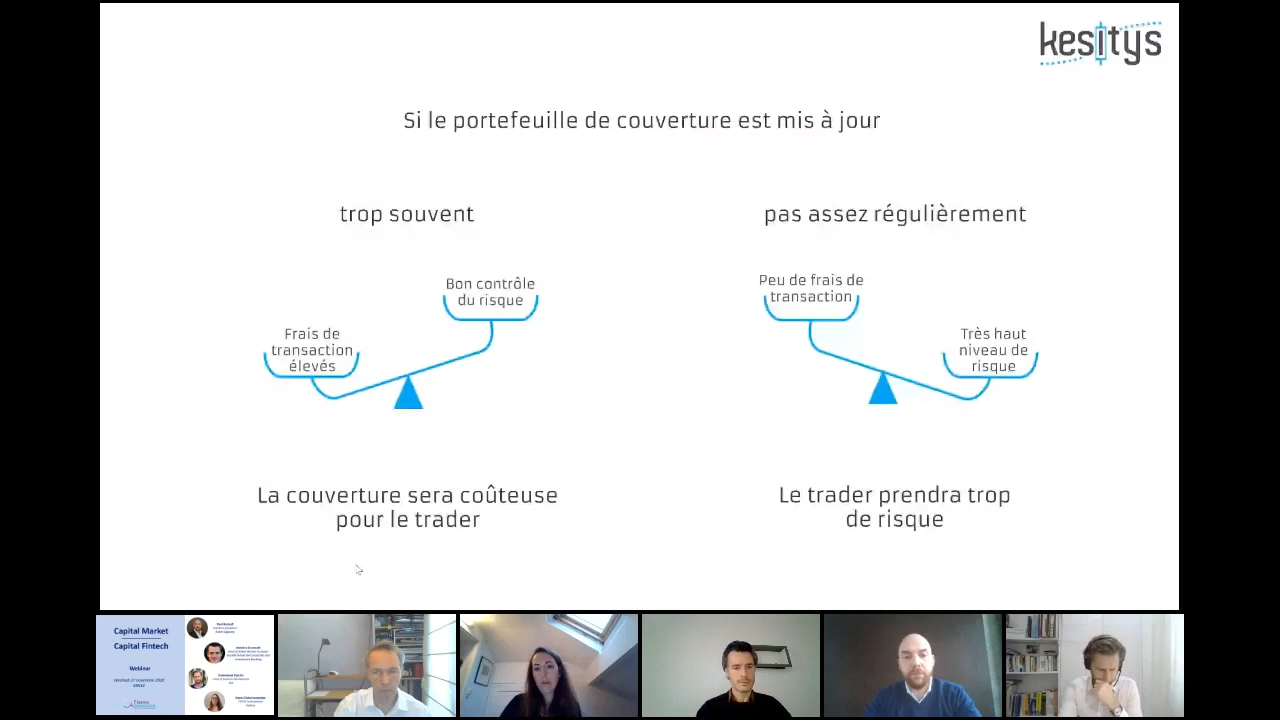 kesitys
Si le portefeuille de couverture est mis à jour
trop souvent
pas assez régulièrement
Bon contrôle
du risque
Frais de
transaction
élevés
Peu de frais de
transaction
Très haut
niveau de
risque
La couverture sera coûteuse
pour le trader
Le trader prendra trop
de risque
Capital Market
Capital Fintech
Webinar